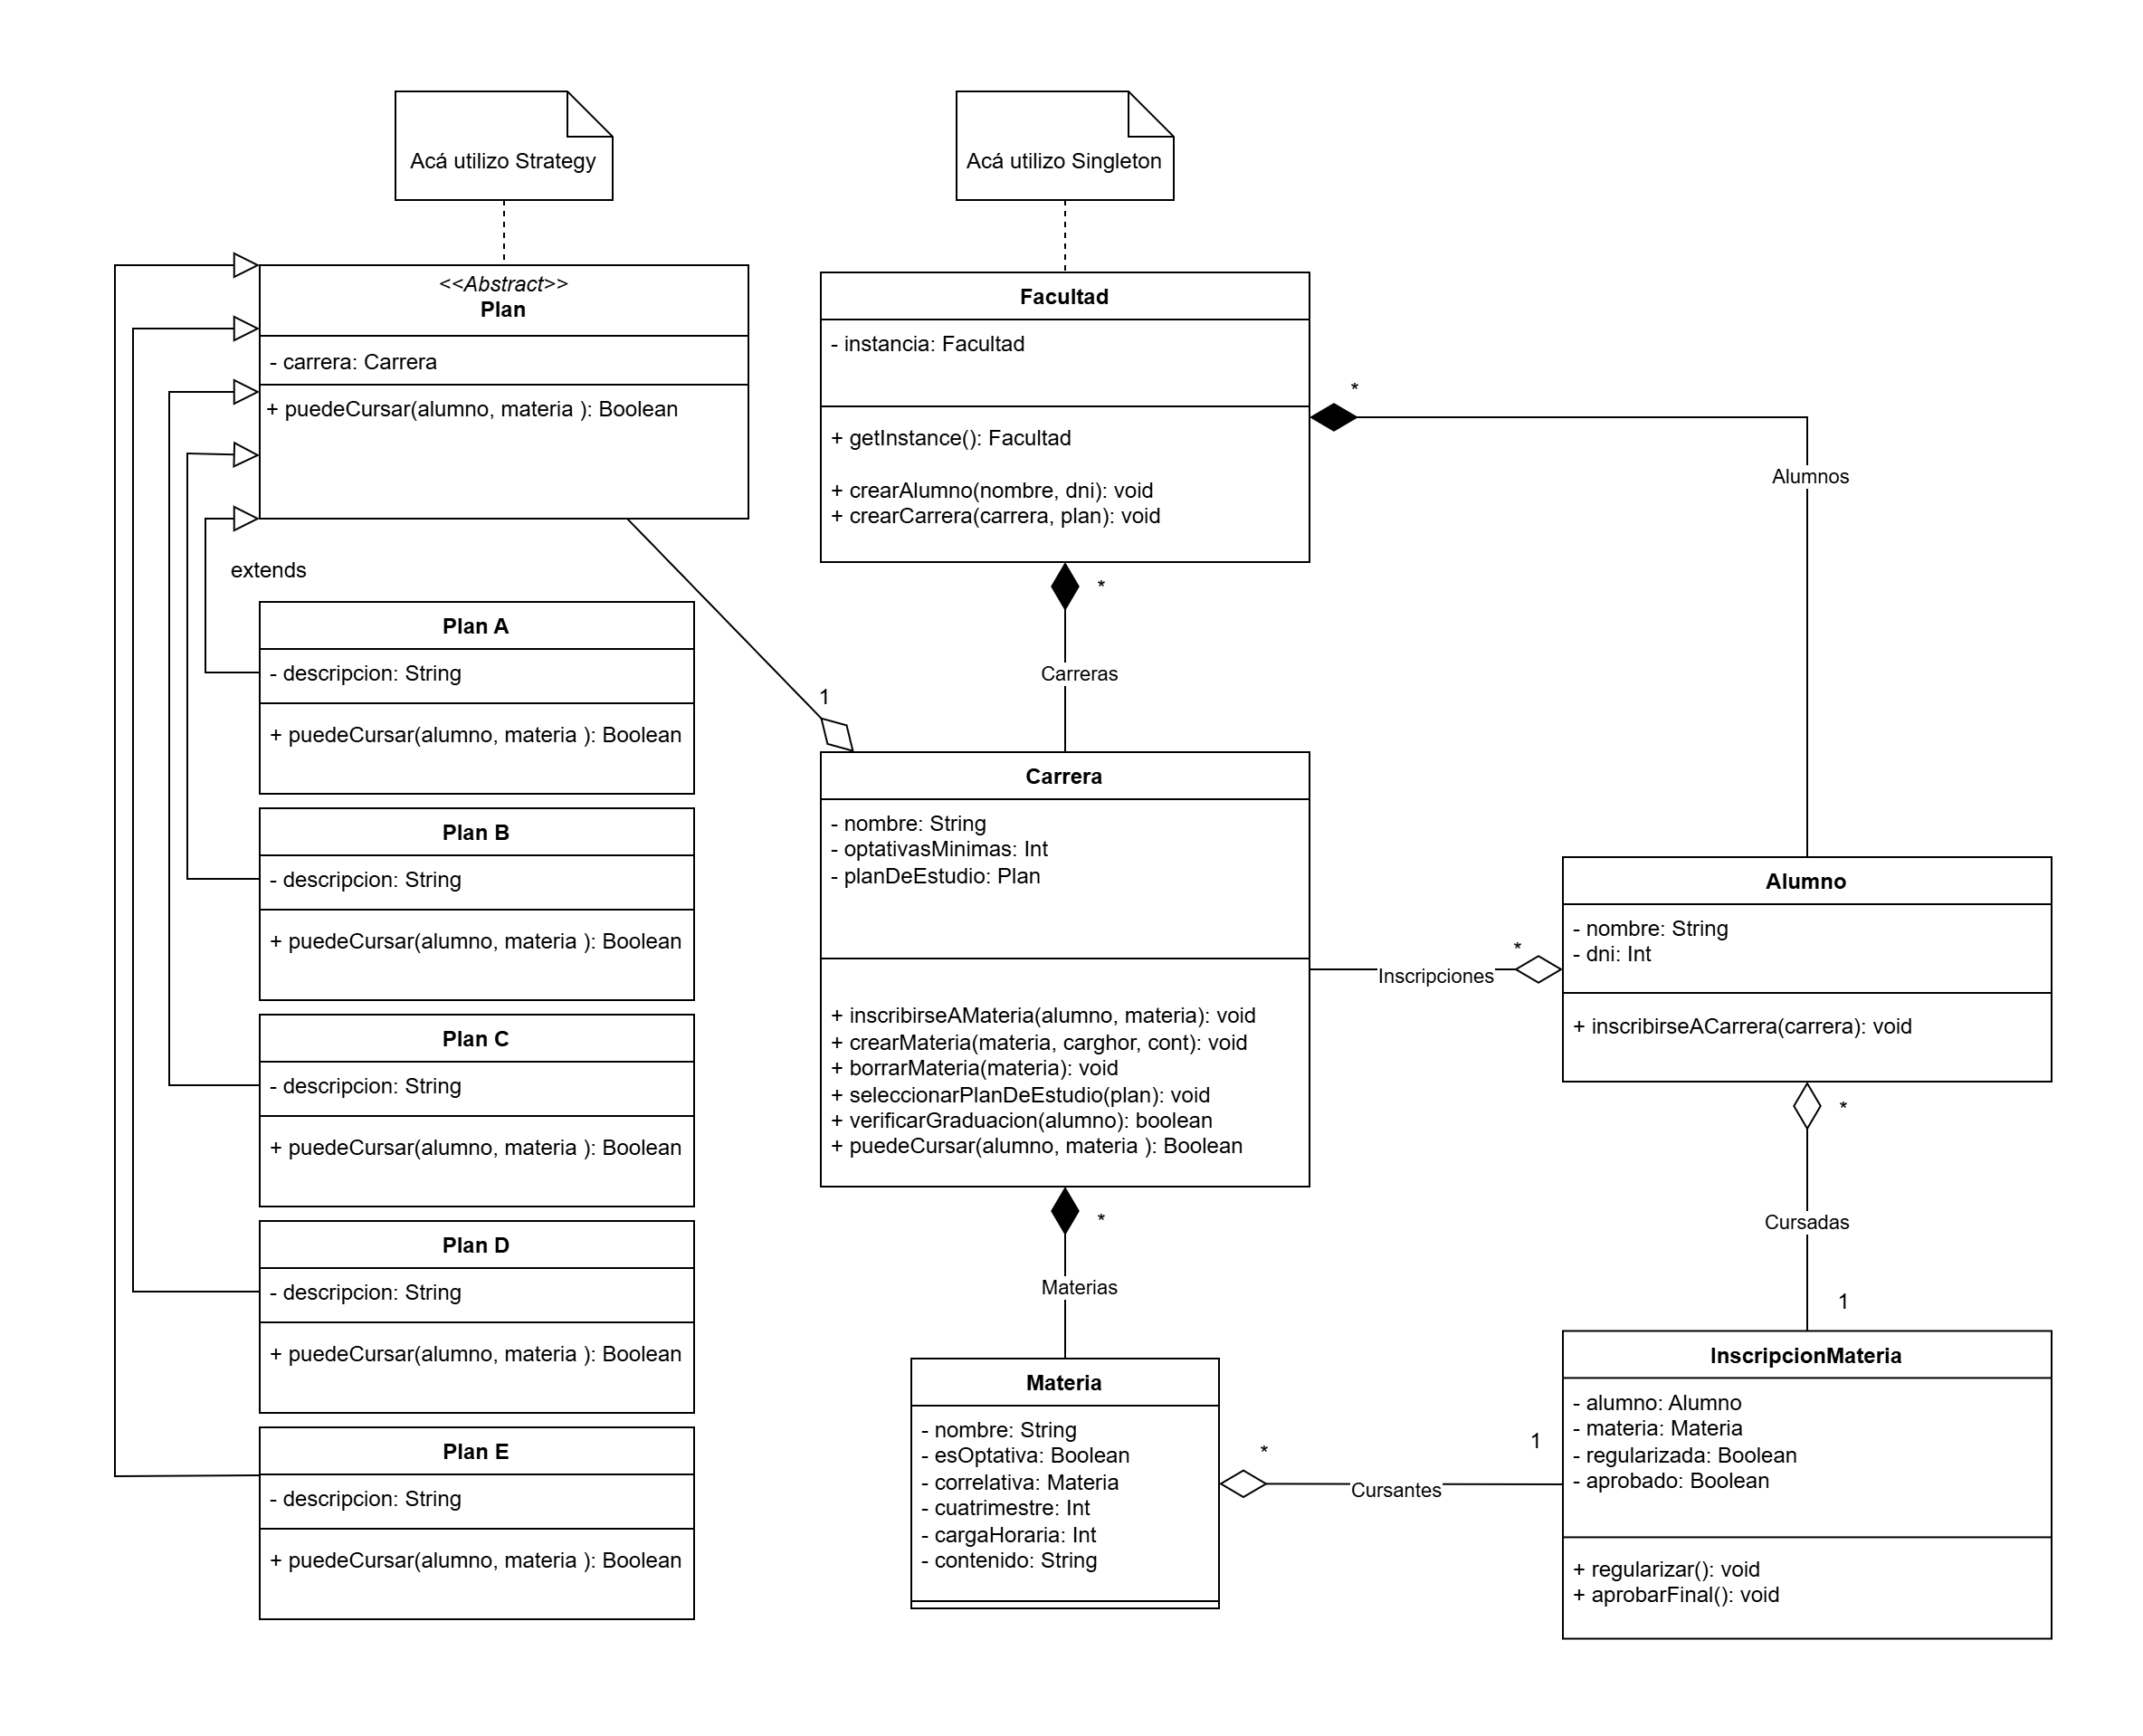 Acá utilizo Strategy
Acá utilizo Singleton
<<Abstract>>
Plan
- carrera: Carrera
+ puedeCursar(alumno, materia ): Boolean
extends
Plan A
- descripcion: String
+ puedeCursar(alumno, materia ): Boolean
Plan B
- descripcion: String
+ puedeCursar(alumno, materia ): Boolean
Plan C
- descripcion: String
+ puedeCursar(alumno, materia ): Boolean
Plan D
- descripcion: String
+ puedeCursar(alumno, materia ): Boolean
Plan E
- descripcion: String
+ puedeCursar(alumno, materia ): Boolean
Facultad
- instancia: Facultad
+ getInstance(): Facultad
+ crearAlumno(nombre, dni): void
+ crearCarrera(carrera, plan): void
*
Alumnos
*
Carreras
1
Carrera
- nombre: String
- optativasMinimas: Int
- planDeEstudio: Plan
+ inscribirseAMateria(alumno, materia): void
+ crearMateria(materia, carghor, cont): void
+ borrarMateria(materia): void
+ seleccionarPlanDeEstudio(plan): void
+ verificarGraduacion(alumno): boolean
+ puedeCursar(alumno, materia ): Boolean
*
Inscripciones
Alumno
- nombre: String
- dni: Int
+ inscribirseACarrera(carrera): void
*
Cursadas
1
*
Materias
Materia
- nombre: String
- esOptativa: Boolean
- correlativa: Materia
- cuatrimestre: Int
- cargaHoraria: Int
- contenido: String
*
Cursantes
1
InscripcionMateria
- alumno: Alumno
- materia: Materia
- regularizada: Boolean
- aprobado: Boolean
+ regularizar(): void
+ aprobarFinal(): void